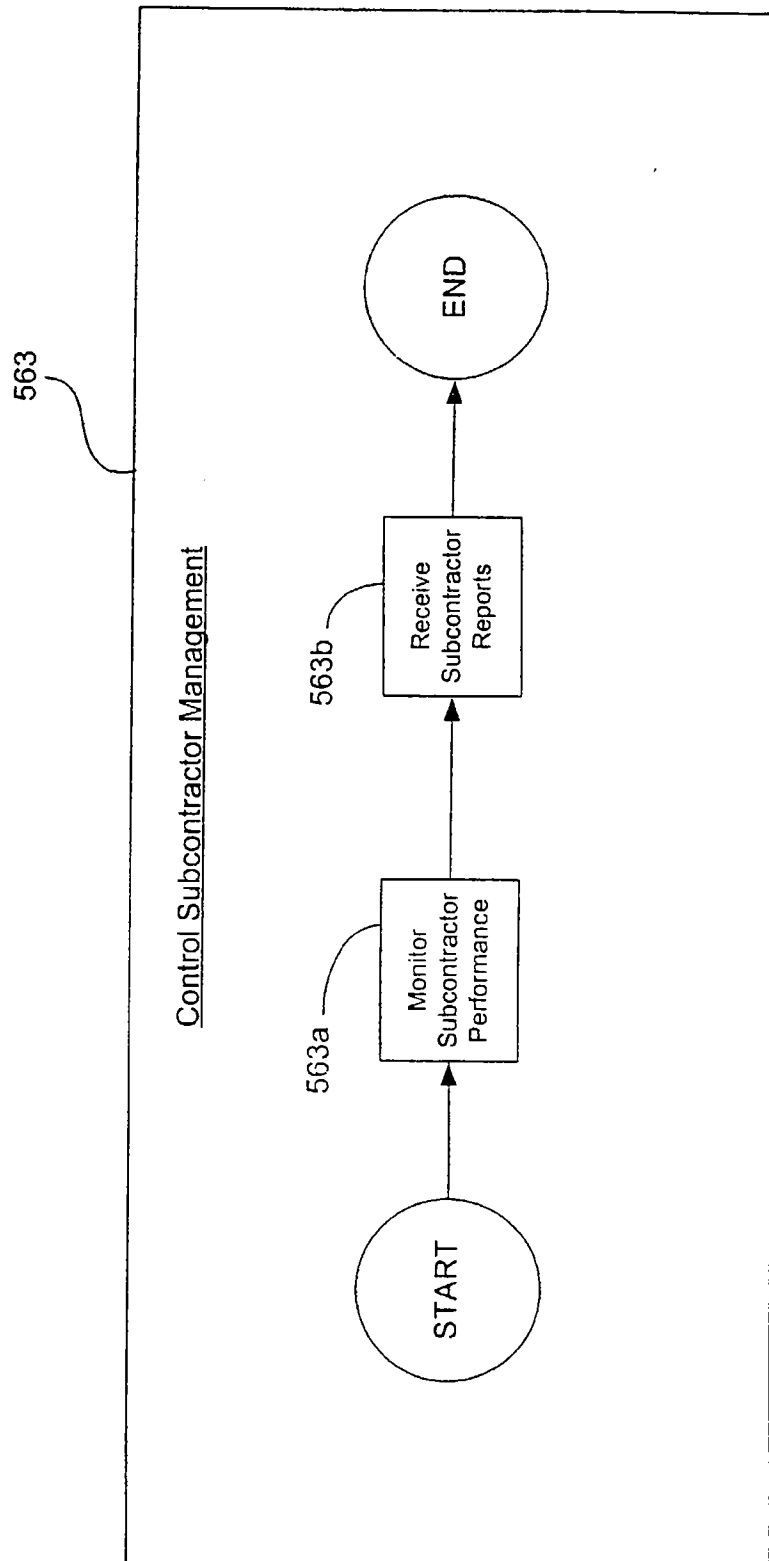 563
Control Subcontractor Management
563a
563b
START
Monitor
Subcontractor
Performance
Receive
Subcontractor
Reports
END